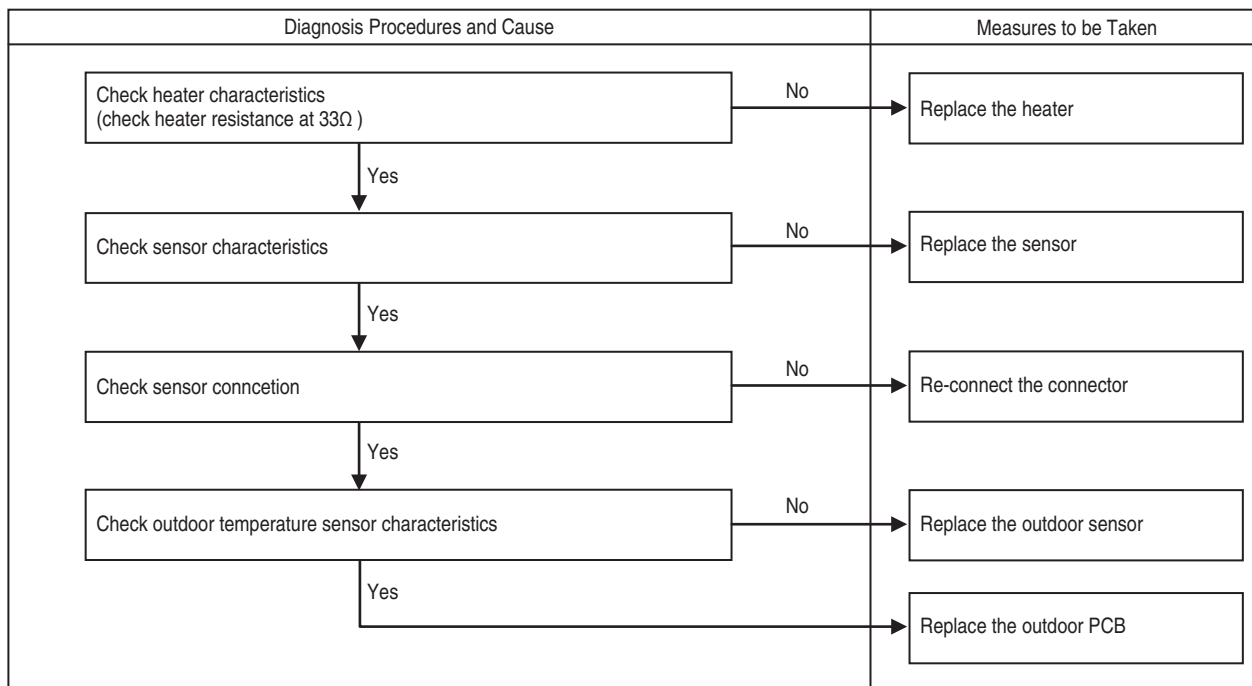 Diagnosis Procedures and Cause
Measures to be Taken
Check heater characteristics
(check heater resistance at 33Ω )
No
Replace the heater
Yes
Check sensor characteristics
No
Replace the sensor
Yes
Check sensor conncetion
No
Re-connect the connector
Yes
Check outdoor temperature sensor characteristics
No
Replace the outdoor sensor
Yes
Replace the outdoor PCB